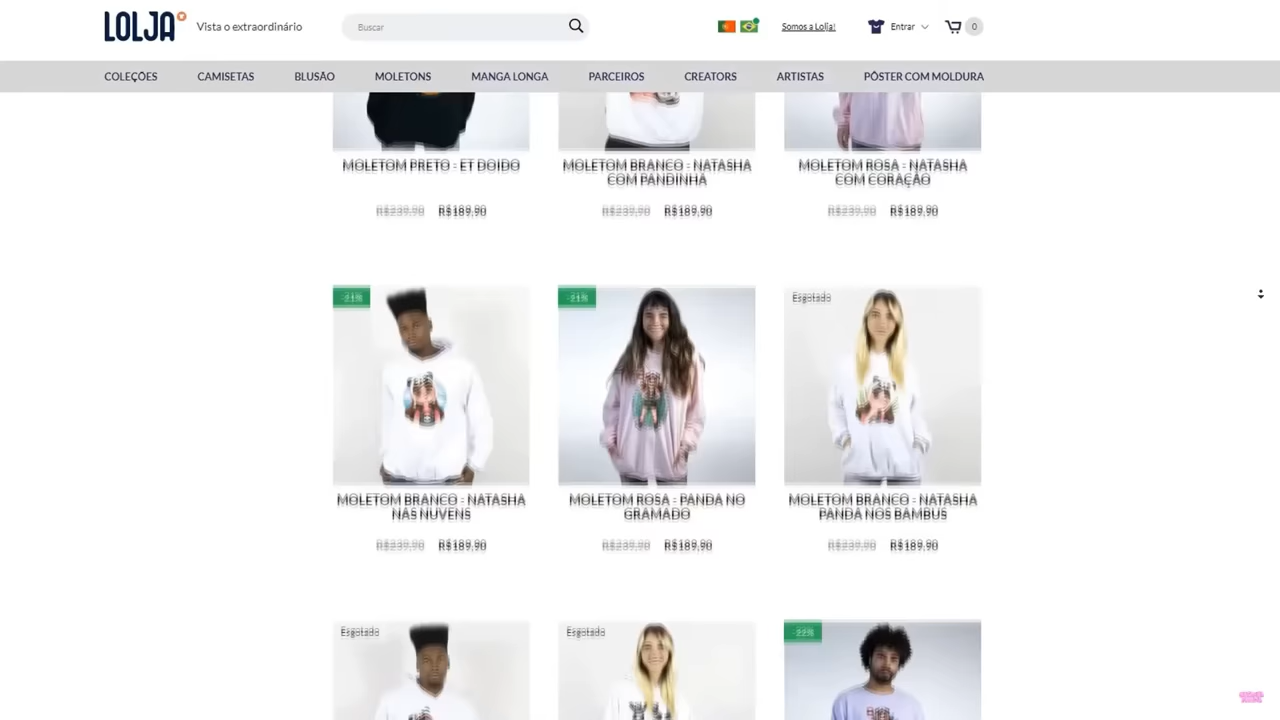 LOLJA
Vista o extraordinário
Buscar
Somos a Lolja!
Entrar
0
COLEÇÕES CAMISETAS BLUSÃO MOLETONS MANGA LONGA PARCEIROS CREATORS ARTISTAS PÔSTER COM MOLDURA
MOLETOM PRETO - ET DOIDO
R$239,90 R$189,90
MOLETOM BRANCO - NATASHA
COM PANDINHA
R$239,90 R$189,90
MOLETOM ROSA - NATASHA
COM CORAÇÃO
R$239,90 R$189,90
-21%
MOLETOM BRANCO - NATASHA
NAS NUVENS
R$239,90 R$189,90
-21%
MOLETOM ROSA - PANDA NO
GRAMADO
R$239,90 R$189,90
Esgotado
MOLETOM BRANCO - NATASHA
PANDA NOS BAMBUS
R$239,90 R$189,90
Esgotado
Esgotado
-22%